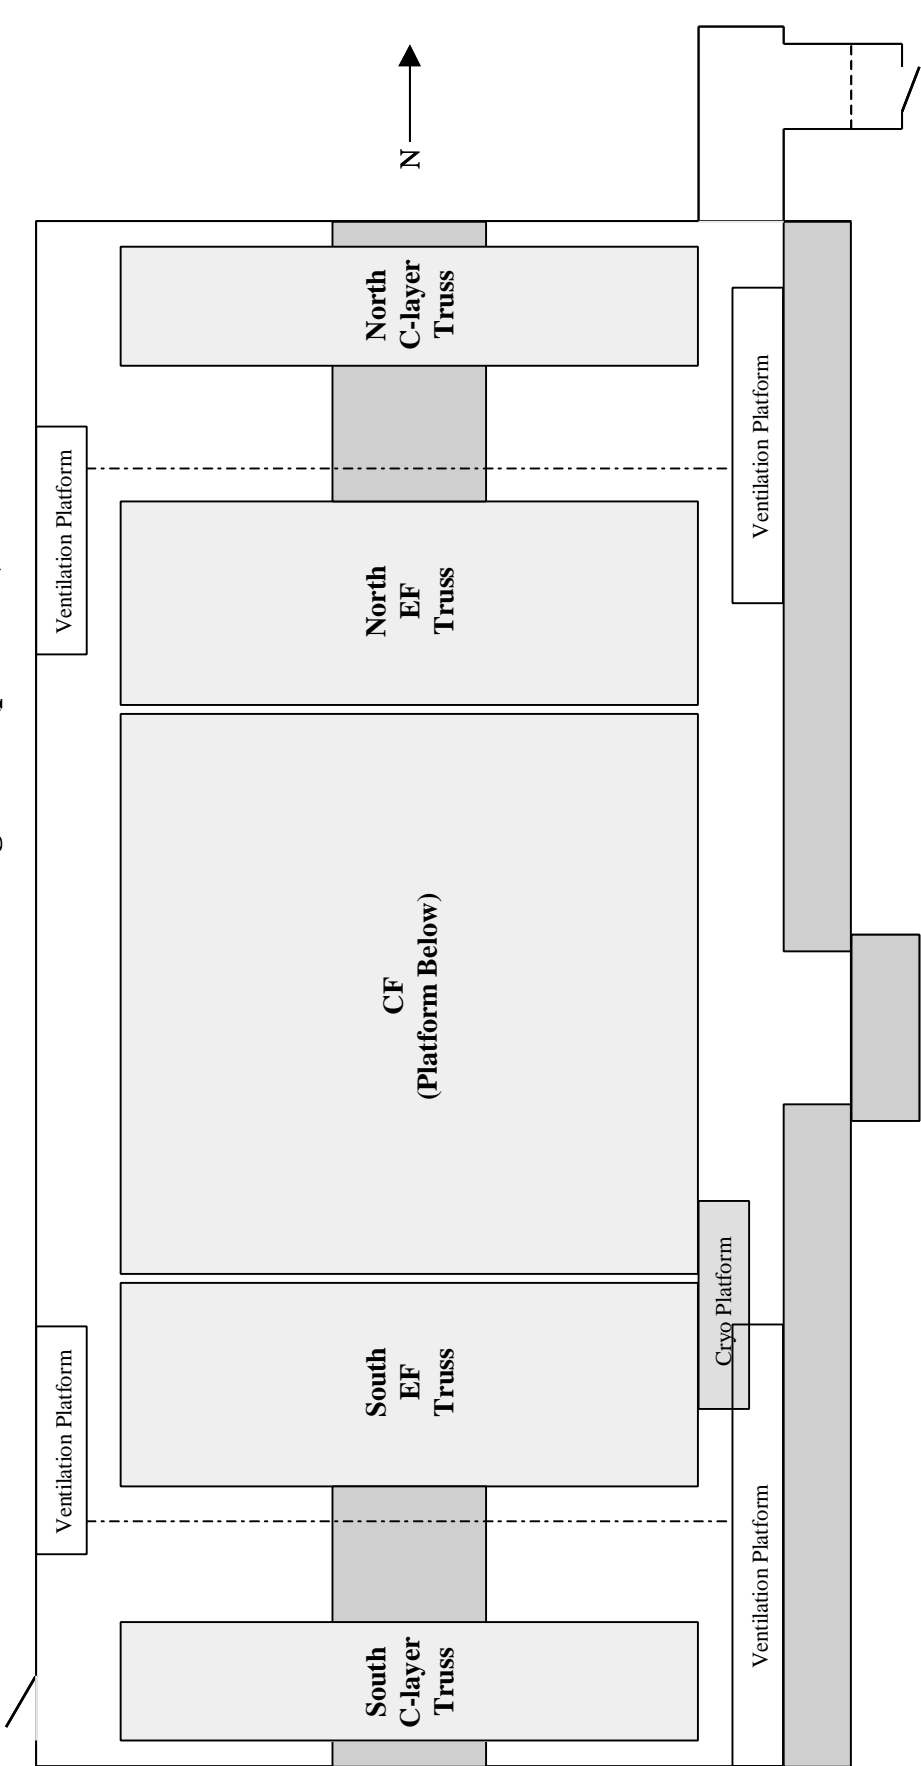 N
North
C-layer
Truss
Ventilation Platform
Ventilation Platform
North
EF
Truss
CF
(Platform Below)
Cryo Platform
South
EF
Truss
Ventilation Platform
Ventilation Platform
South
C-layer
Truss